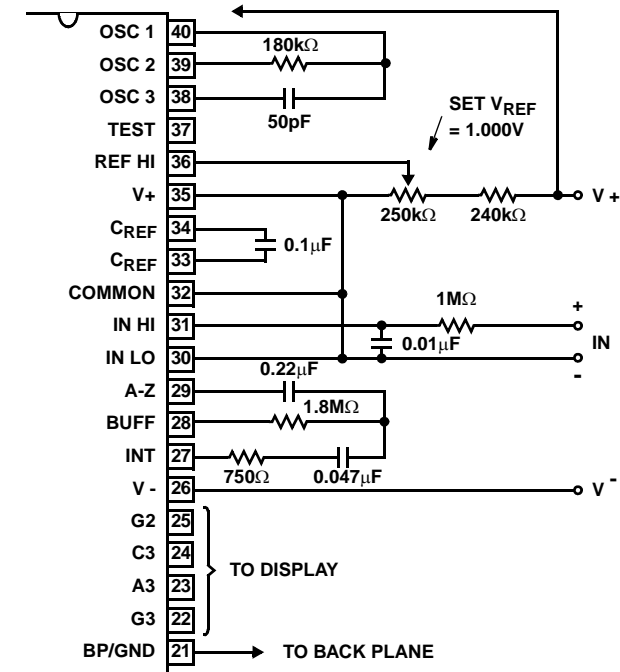 OSC 1 40
180kΩ
OSC 2 39
OSC 3 38
50pF
SET VREF
= 1.000V
TEST 37
REF HI 36
V+ 35
250kΩ 240kΩ
V +
CREF 34
0.1µF
CREF 33
COMMON 32
1MΩ
+
IN HI 31
0.01µF
IN
IN LO 30
-
0.22µF
A-Z 29
1.8MΩ
BUFF 28
INT 27
750Ω 0.047µF
V - 26
V -
G2 25
C3 24
TO DISPLAY
A3 23
G3 22
BP/GND 21
TO BACK PLANE